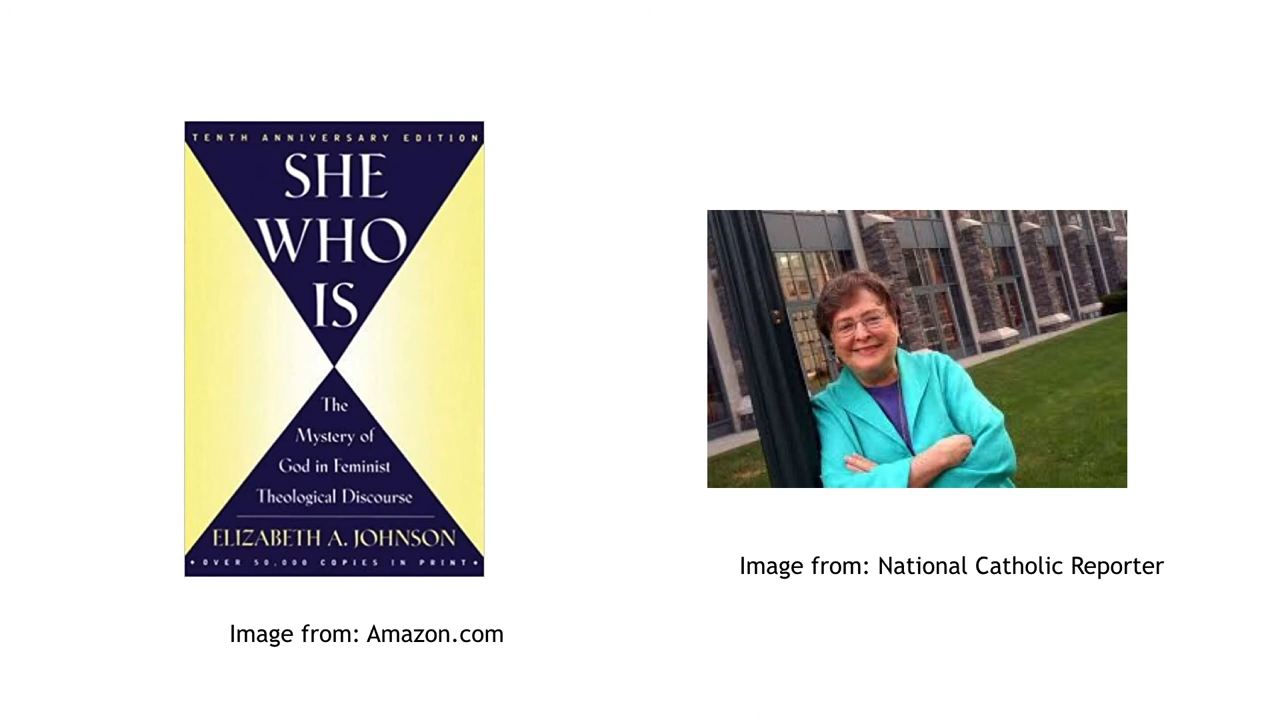 TENTH ANNIVERSARY EDITION
SHE
WHO
IS
The
Mystery of
God in Feminist
Theological Discourse
ELIZABETH A. JOHNSON
• OVER 50,000 COPIES IN PRINT •
Image from: Amazon.com
Image from: National Catholic Reporter